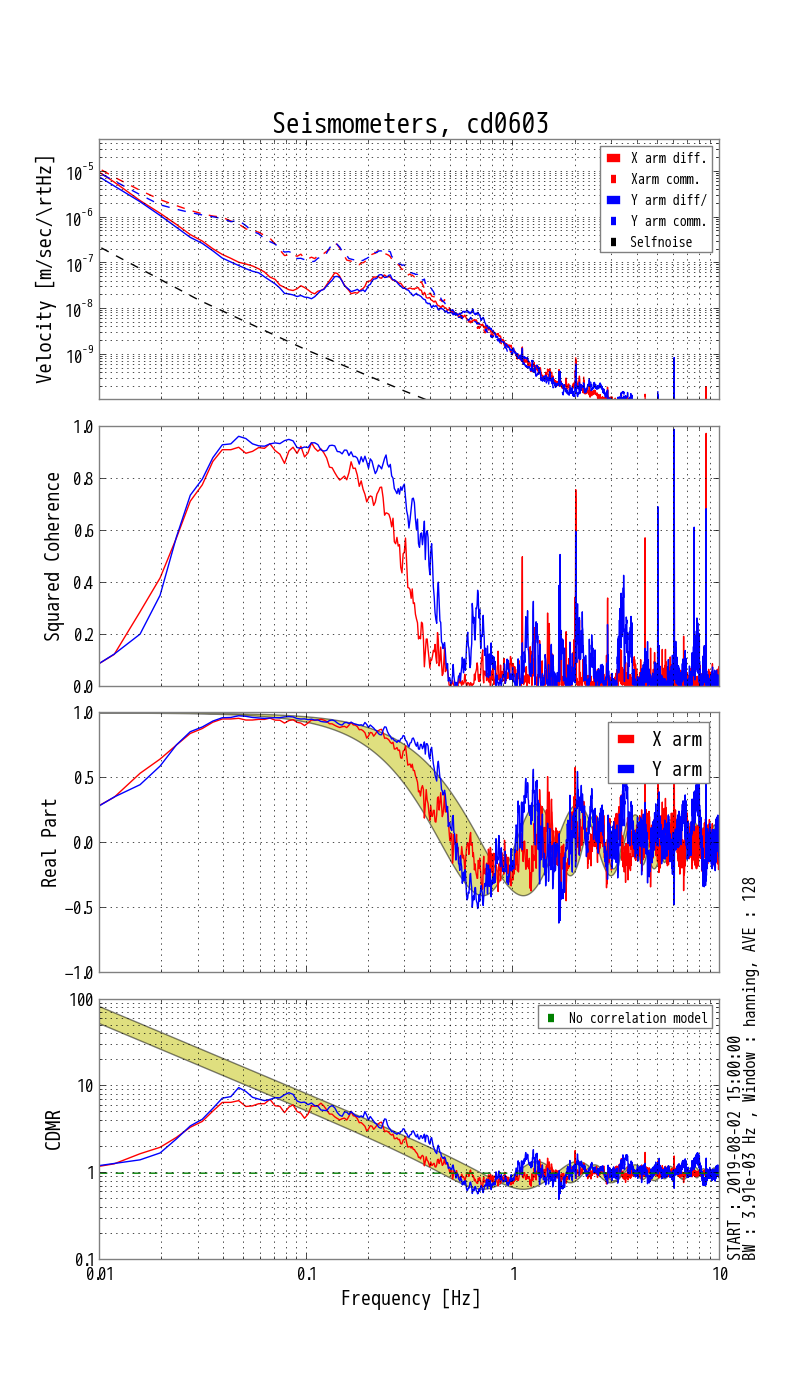 Seismometers, cd0603
Velocity [m/sec/\rtHz]
10^-5
10^-6
10^-7
10^-8
10^-9
X arm diff.
Xarm comm.
Y arm diff/
Y arm comm.
Selfnoise
Squared Coherence
1.0
0.8
0.6
0.4
0.2
0.0
Real Part
1.0
0.5
0.0
−0.5
−1.0
X arm
Y arm
CDMR
100
10
1
0.1
No correlation model
0.01
0.1
1
10
Frequency [Hz]
START : 2019-08-02 15:00:00
BW : 3.91e-03 Hz , Window : hanning, AVE : 128